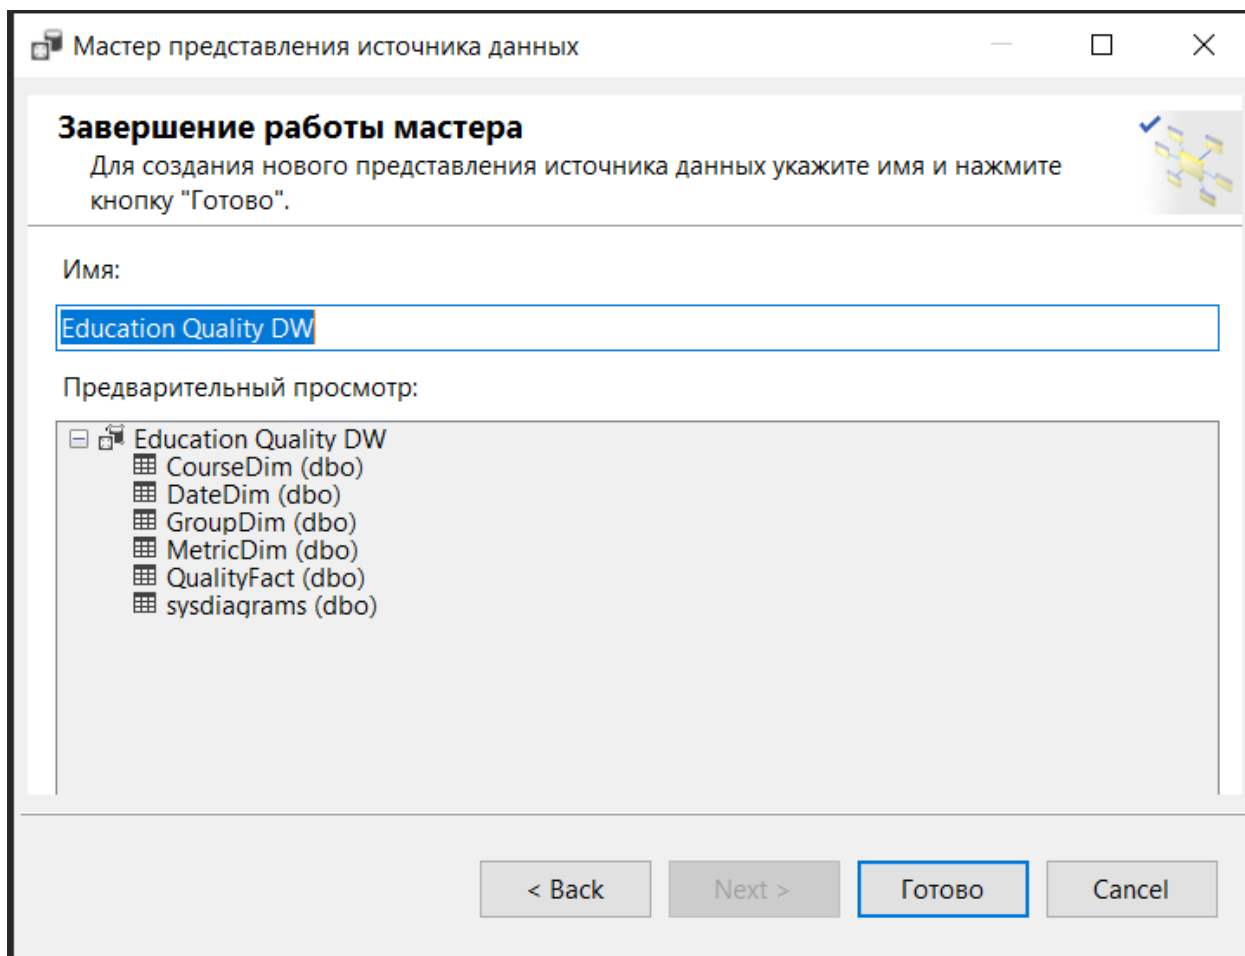 Мастер представления источника данных
Завершение работы мастера
Для создания нового представления источника данных укажите имя и нажмите
кнопку "Готово".
Имя:
Education Quality DW
Предварительный просмотр:
Education Quality DW
CourseDim (dbo)
DateDim (dbo)
GroupDim (dbo)
MetricDim (dbo)
QualityFact (dbo)
sysdiagrams (dbo)
< Back
Next >
Готово
Cancel